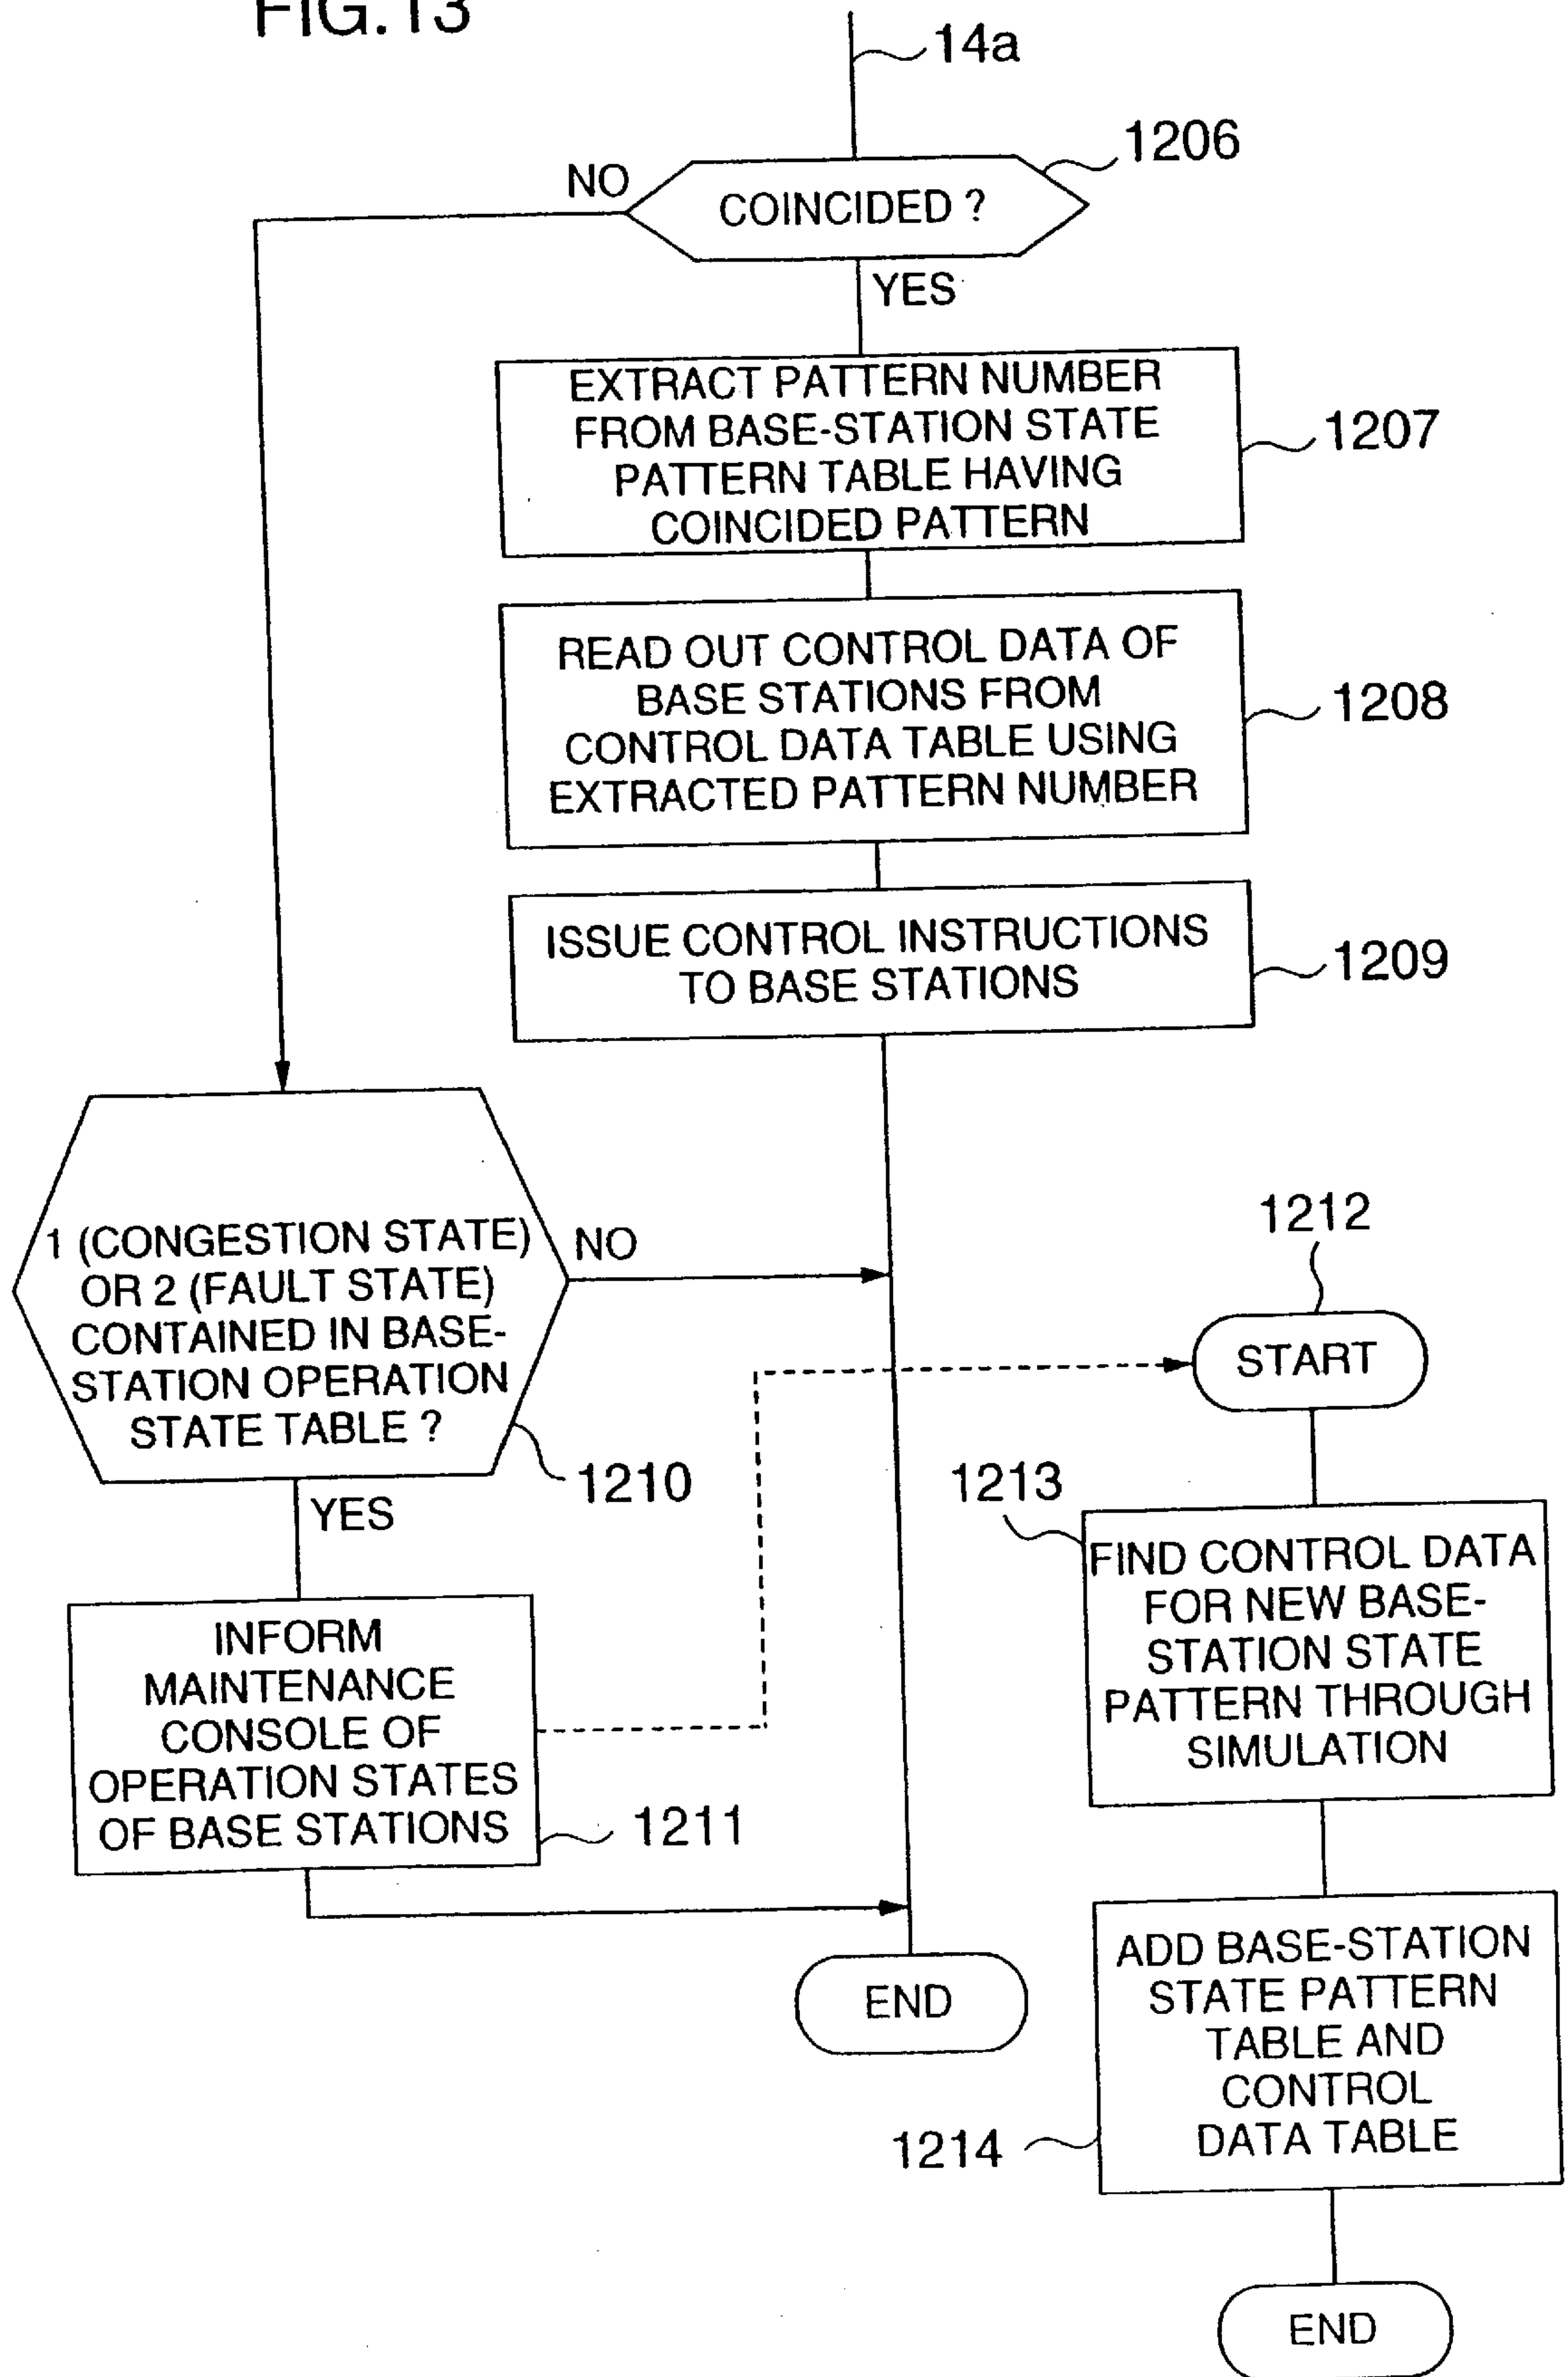 FIG.13
14a
1206
NO
COINCIDED ?
YES
EXTRACT PATTERN NUMBER
FROM BASE-STATION STATE
PATTERN TABLE HAVING
COINCIDED PATTERN
1207
READ OUT CONTROL DATA OF
BASE STATIONS FROM
CONTROL DATA TABLE USING
EXTRACTED PATTERN NUMBER
1208
ISSUE CONTROL INSTRUCTIONS
TO BASE STATIONS
1209
1 (CONGESTION STATE)
OR 2 (FAULT STATE)
CONTAINED IN BASE-
STATION OPERATION
STATE TABLE ?
NO
1210
YES
INFORM
MAINTENANCE
CONSOLE OF
OPERATION STATES
OF BASE STATIONS
1211
END
1212
START
1213
FIND CONTROL DATA
FOR NEW BASE-
STATION STATE
PATTERN THROUGH
SIMULATION
ADD BASE-STATION
STATE PATTERN
TABLE AND
CONTROL
DATA TABLE
1214
END